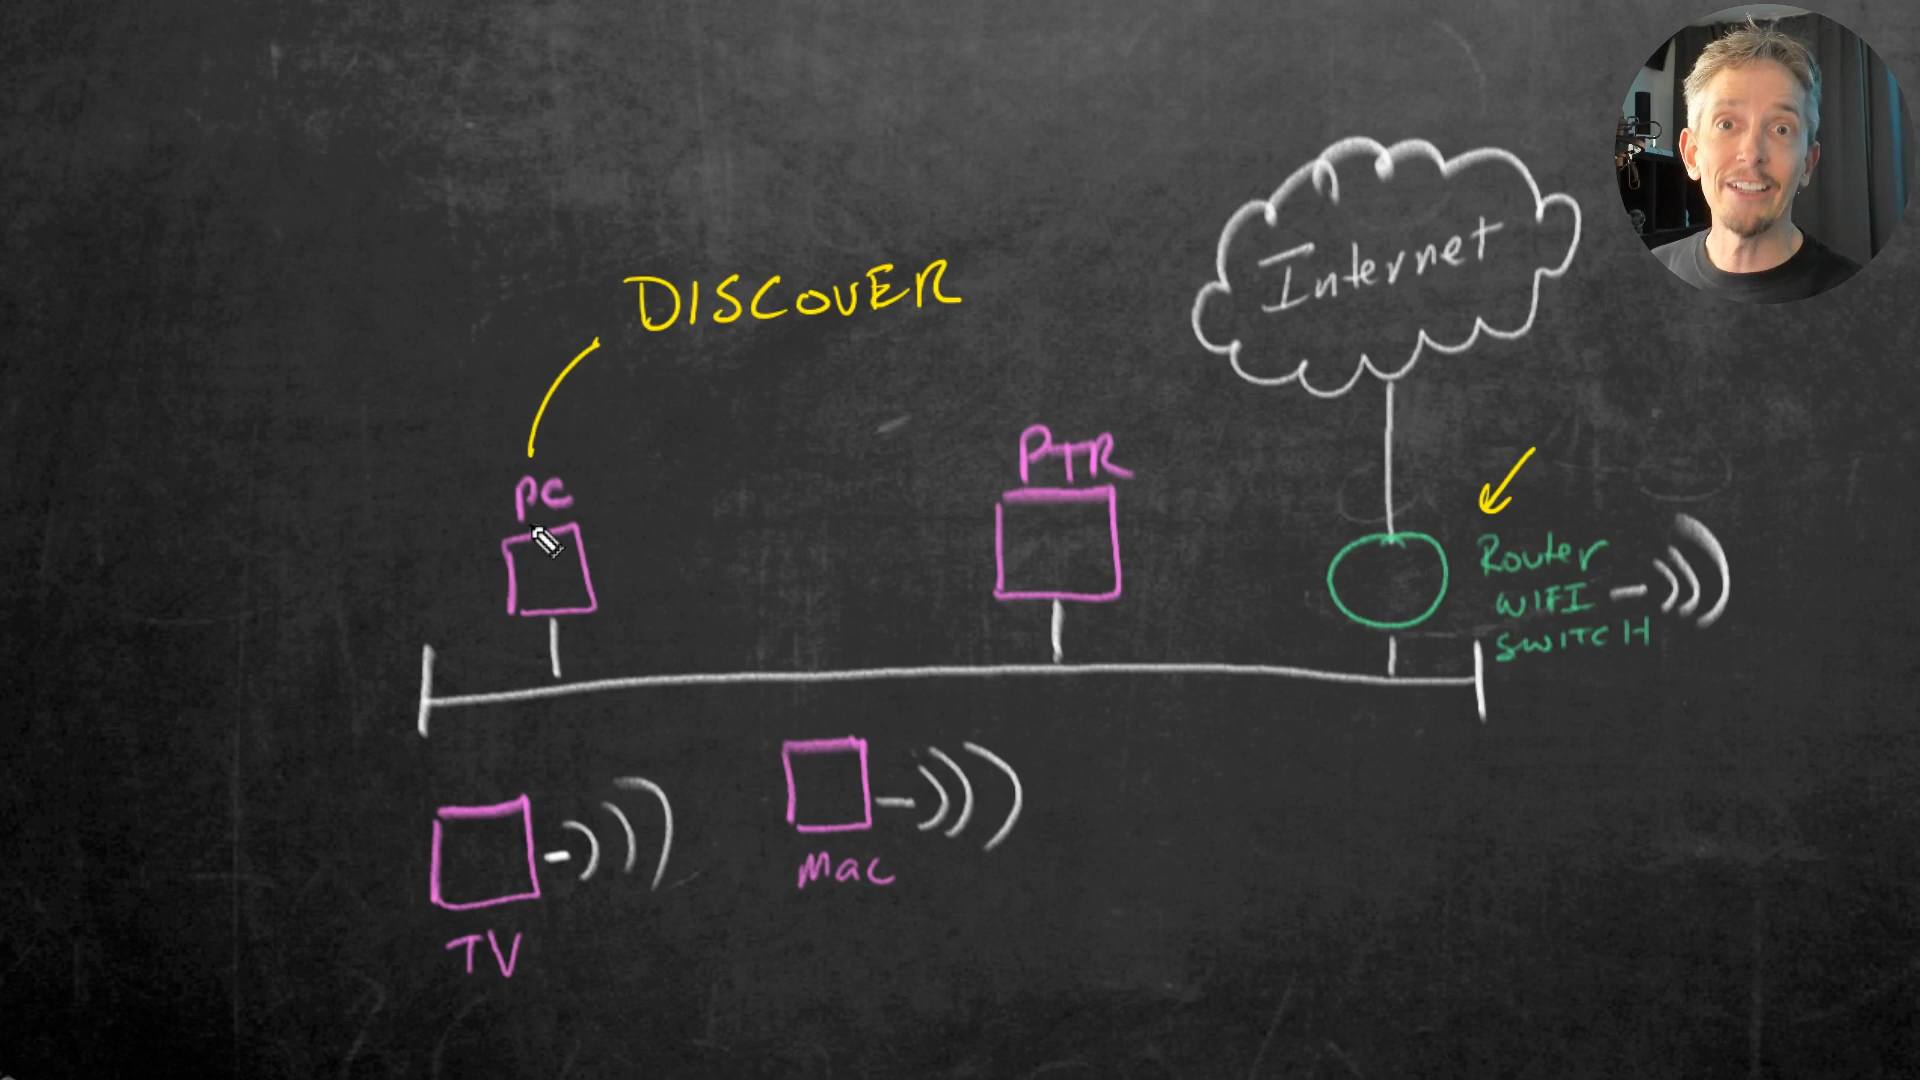 DISCOVER
Internet
PC
PTR
Router
WIFI
SWITCH
Mac
TV